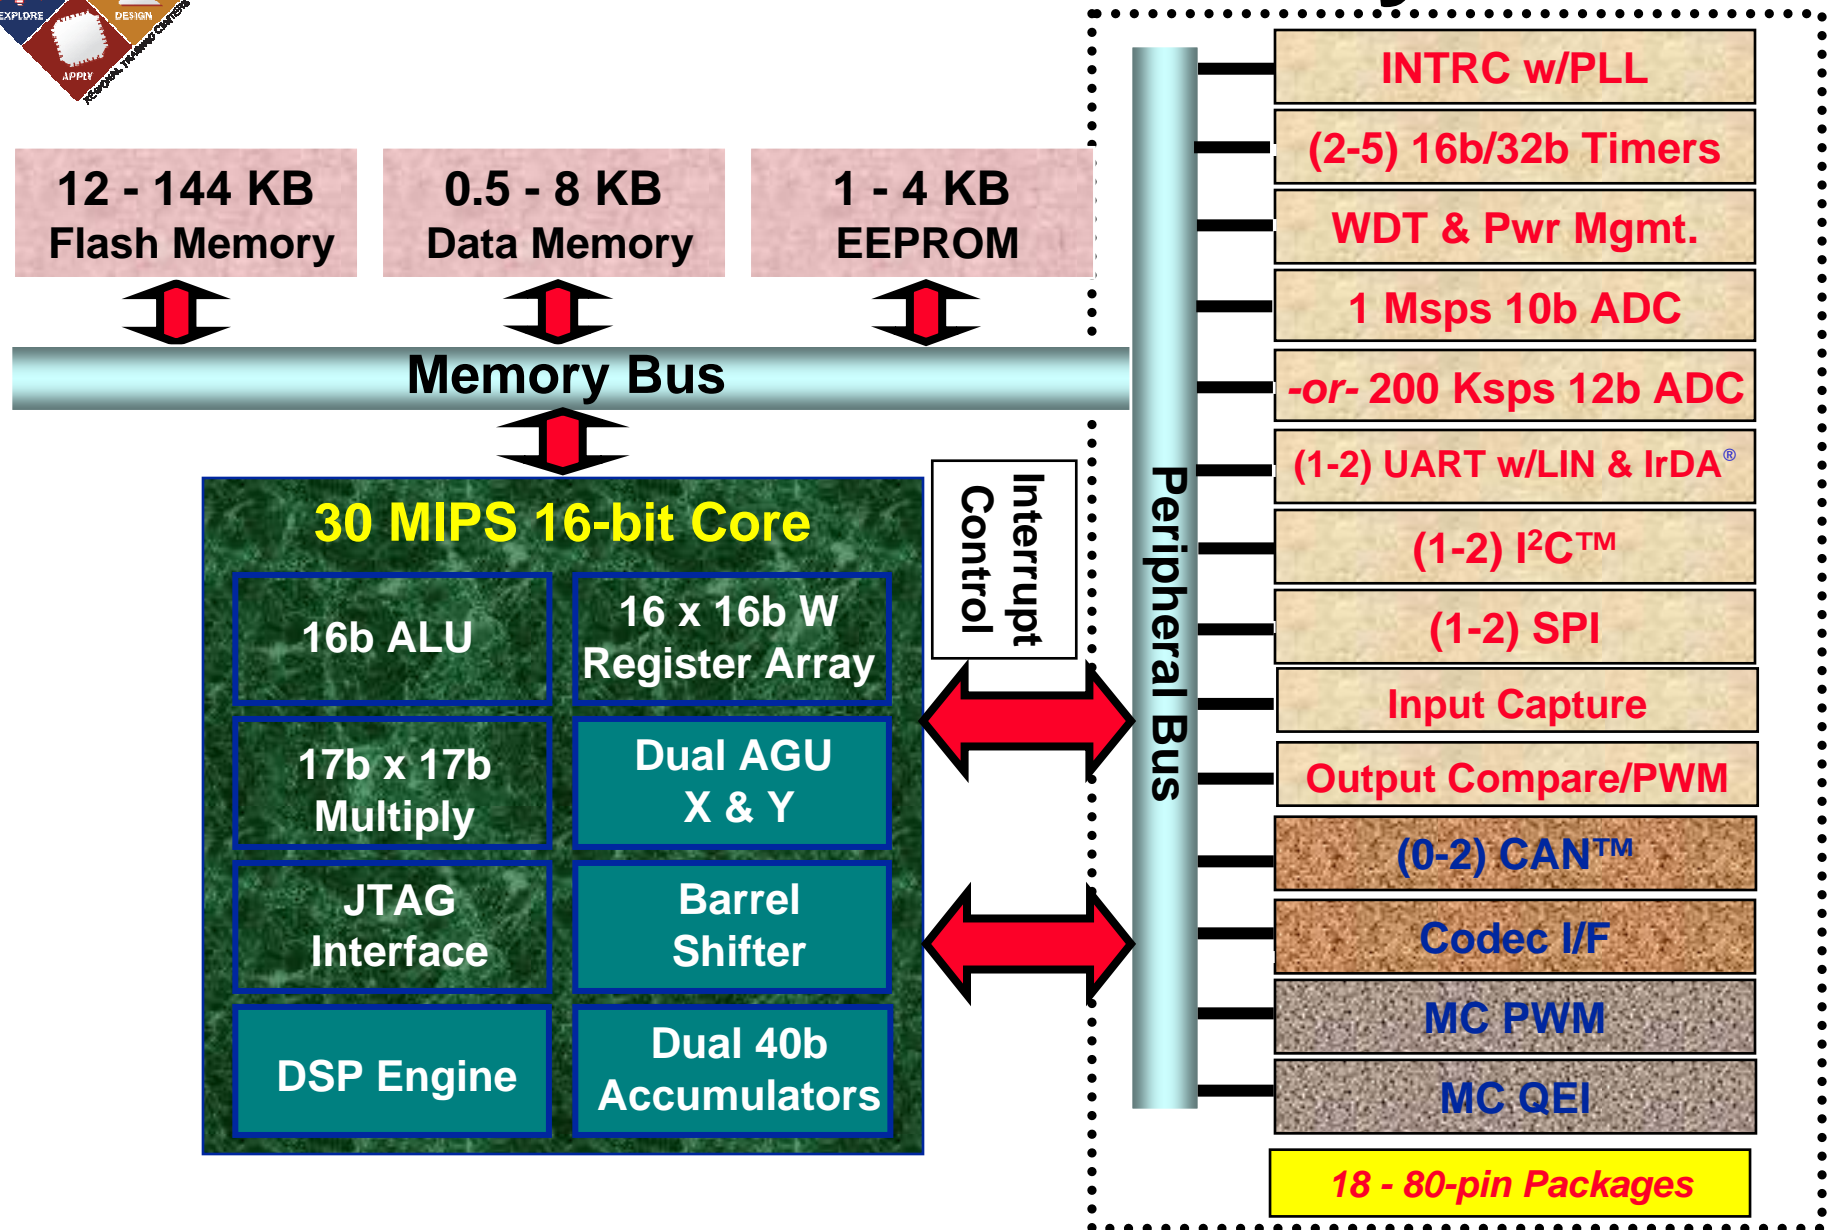 EXPLORE
DESIGN
APPLY
REGIONAL TRAINING CENTERS
12 - 144 KB
Flash Memory
0.5 - 8 KB
Data Memory
1 - 4 KB
EEPROM
Memory Bus
30 MIPS 16-bit Core
16b ALU
16 x 16b W
Register Array
17b x 17b
Multiply
Dual AGU
X & Y
JTAG
Interface
Barrel
Shifter
DSP Engine
Dual 40b
Accumulators
Interrupt
Control
Peripheral Bus
INTRC w/PLL
(2-5) 16b/32b Timers
WDT & Pwr Mgmt.
1 Msps 10b ADC
-or- 200 Ksps 12b ADC
(1-2) UART w/LIN & IrDA®
(1-2) I²C™
(1-2) SPI
Input Capture
Output Compare/PWM
(0-2) CAN™
Codec I/F
MC PWM
MC QEI
18 - 80-pin Packages